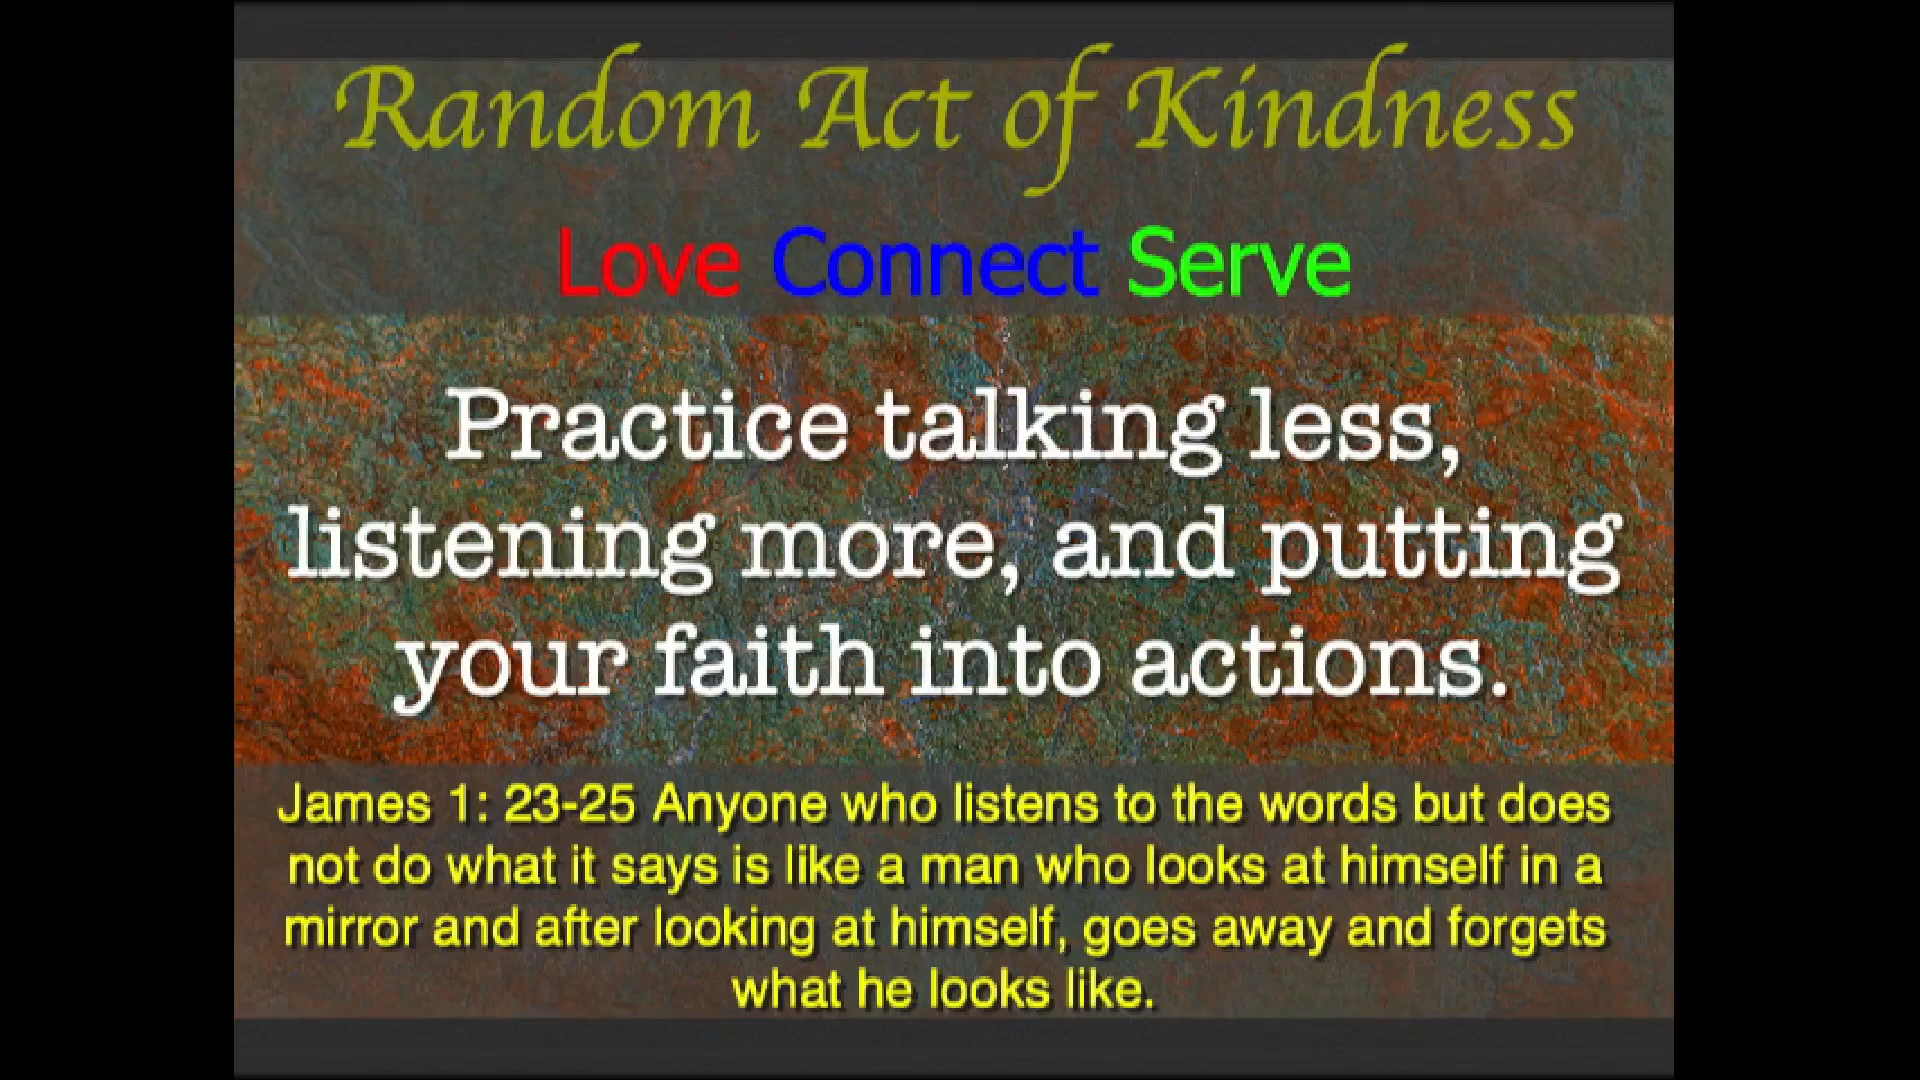 Random Act of Kindness
Love Connect Serve
Practice talking less,
listening more, and putting
your faith into actions.
James 1: 23-25 Anyone who listens to the words but does
not do what it says is like a man who looks at himself in a
mirror and after looking at himself, goes away and forgets
what he looks like.